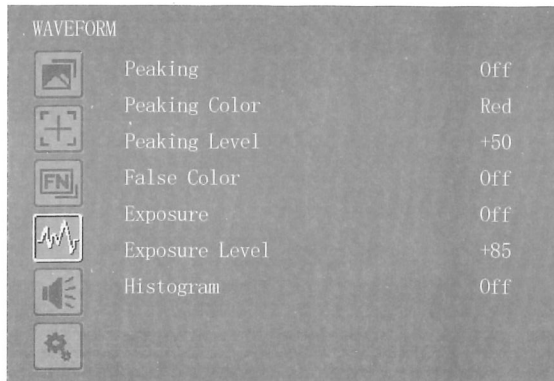 WAVEFORM
Peaking Off
Peaking Color Red
Peaking Level +50
FN
False Color Off
Exposure Off
Exposure Level +85
Histogram Off